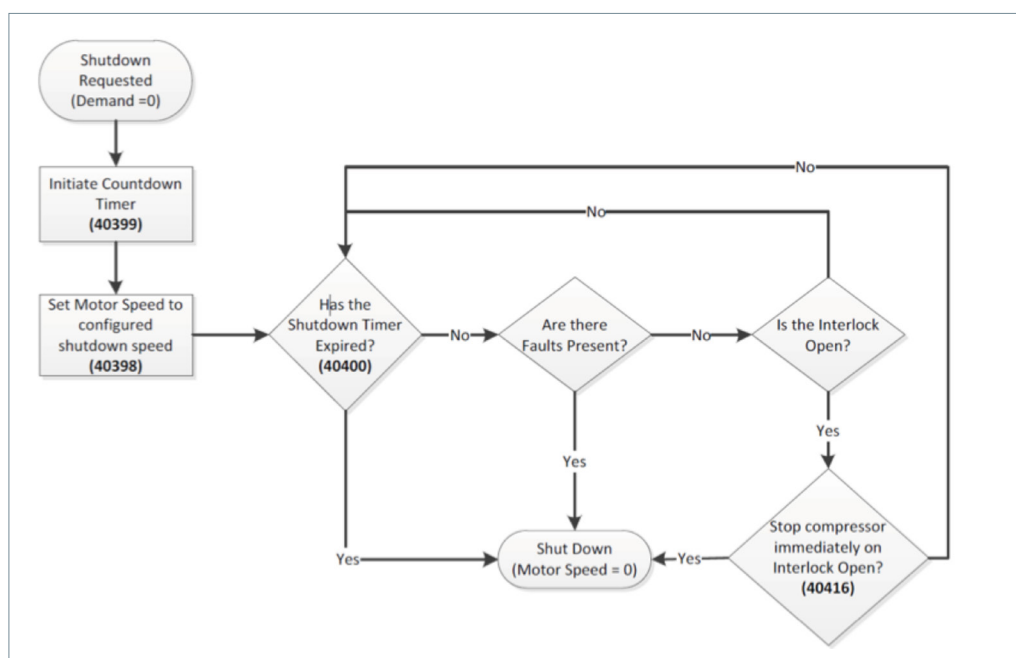 Shutdown
Requested
(Demand =0)
Initiate Countdown
Timer
(40399)
Set Motor Speed to
configured
shutdown speed
(40398)
Has the
Shutdown Timer
Expired?
(40400)
No
Are there
Faults Present?
No
Is the Interlock
Open?
No
No
Yes
Yes
Yes
Stop compressor
immediately on
Interlock Open?
(40416)
Yes
Shut Down
(Motor Speed = 0)